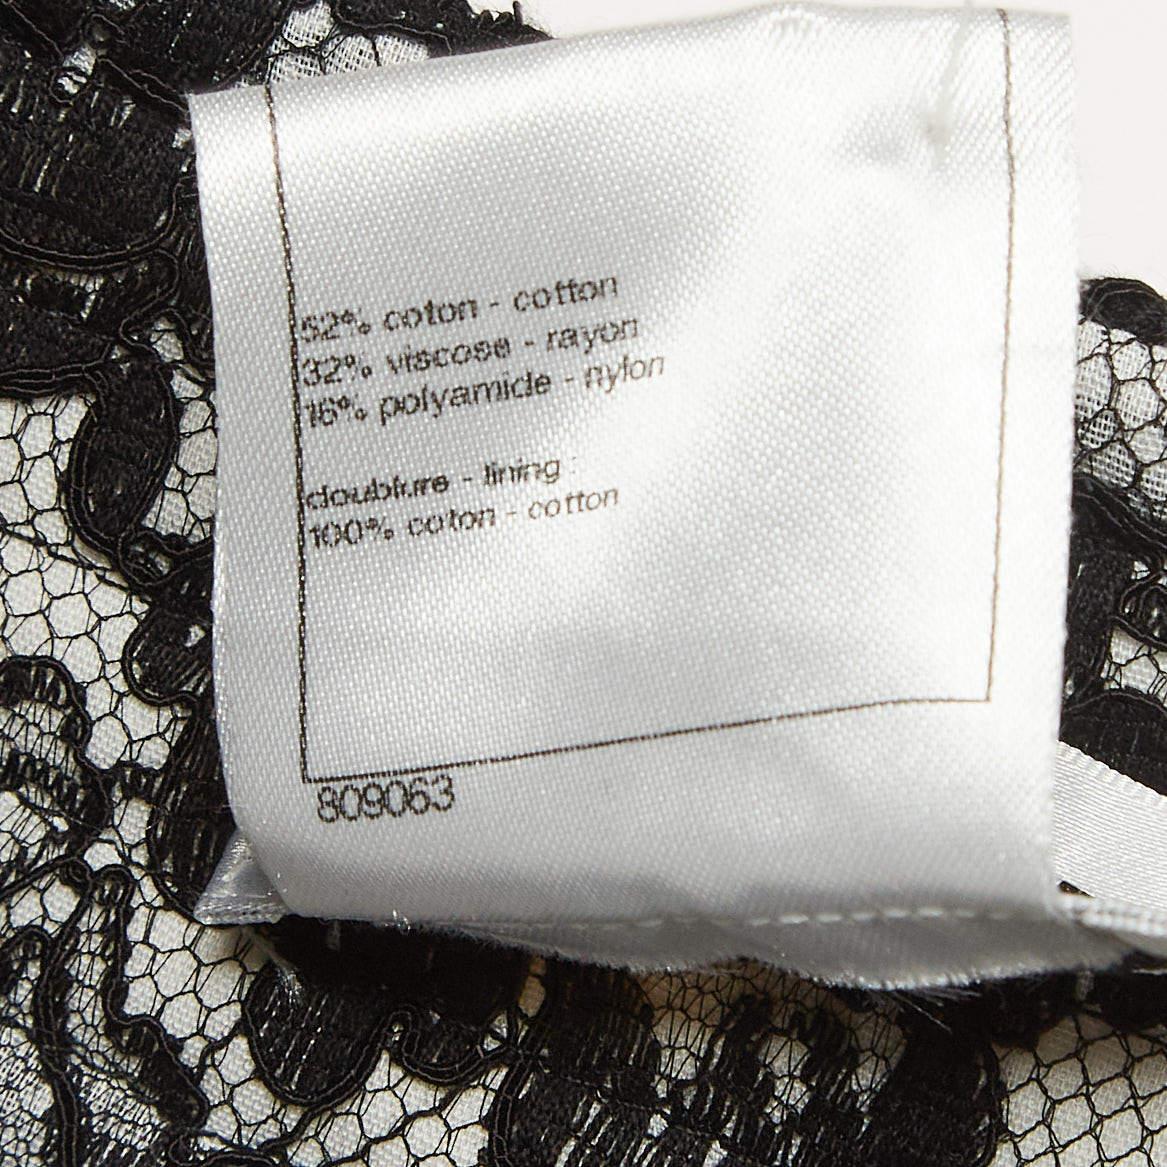 52% coton - cotton
32% viscose - rayon
16% polyamide - nylon
doublure - lining :
100% coton - cotton
809063